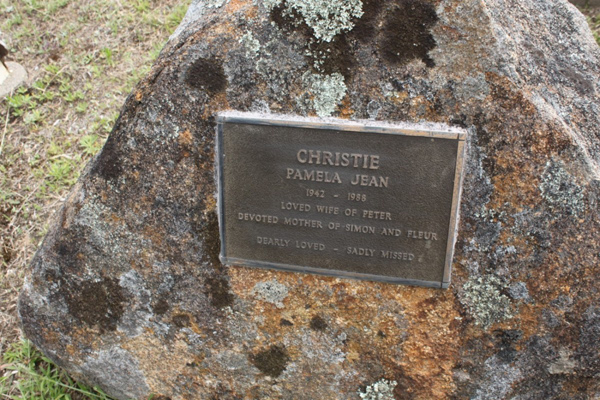 CHRISTIE
PAMELA JEAN
1942 - 1988
LOVED WIFE OF PETER
DEVOTED MOTHER OF SIMON AND FLEUR
DEARLY LOVED - SADLY MISSED